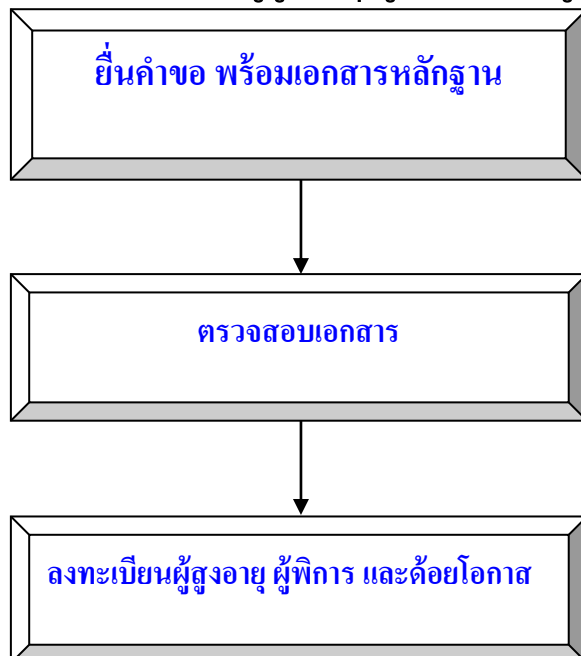 ยื่นคำขอ พร้อมเอกสารหลักฐาน
ตรวจสอบเอกสาร
ลงทะเบียนผู้สูงอายุ ผู้พิการ และด้อยโอกาส